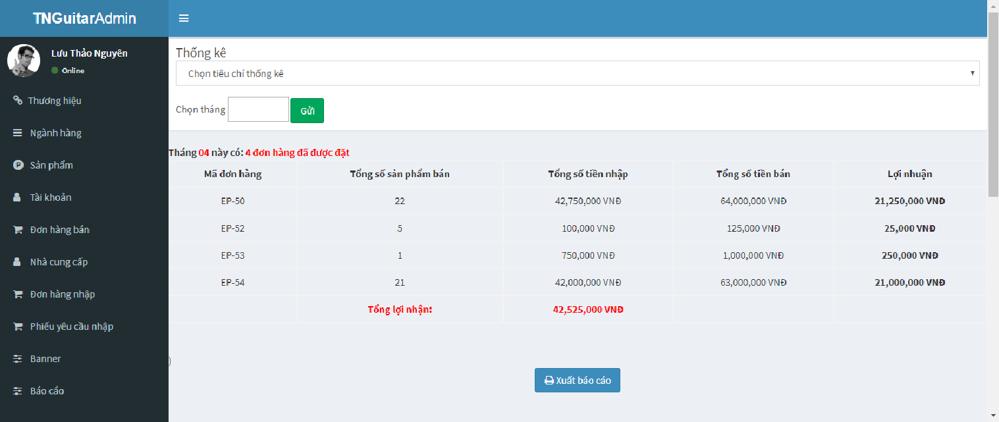 TNGuitarAdmin
Lưu Thảo Nguyên
Online
Thương hiệu
Ngành hàng
Sản phẩm
Tài khoản
Đơn hàng bán
Nhà cung cấp
Đơn hàng nhập
Phiếu yêu cầu nhập
Banner
Báo cáo
Thống kê
Chọn tiêu chí thống kê
Chọn tháng Gửi
Tháng 04 này có: 4 đơn hàng đã được đặt
Mã đơn hàng Tổng số sản phẩm bán Tổng số tiền nhập Tổng số tiền bán Lợi nhuận
EP-50 22 42,750,000 VNĐ 64,000,000 VNĐ 21,250,000 VNĐ
EP-52 5 100,000 VNĐ 125,000 VNĐ 25,000 VNĐ
EP-53 1 750,000 VNĐ 1,000,000 VNĐ 250,000 VNĐ
EP-54 21 42,000,000 VNĐ 63,000,000 VNĐ 21,000,000 VNĐ
Tổng lợi nhận: 42,525,000 VNĐ
)
Xuất báo cáo